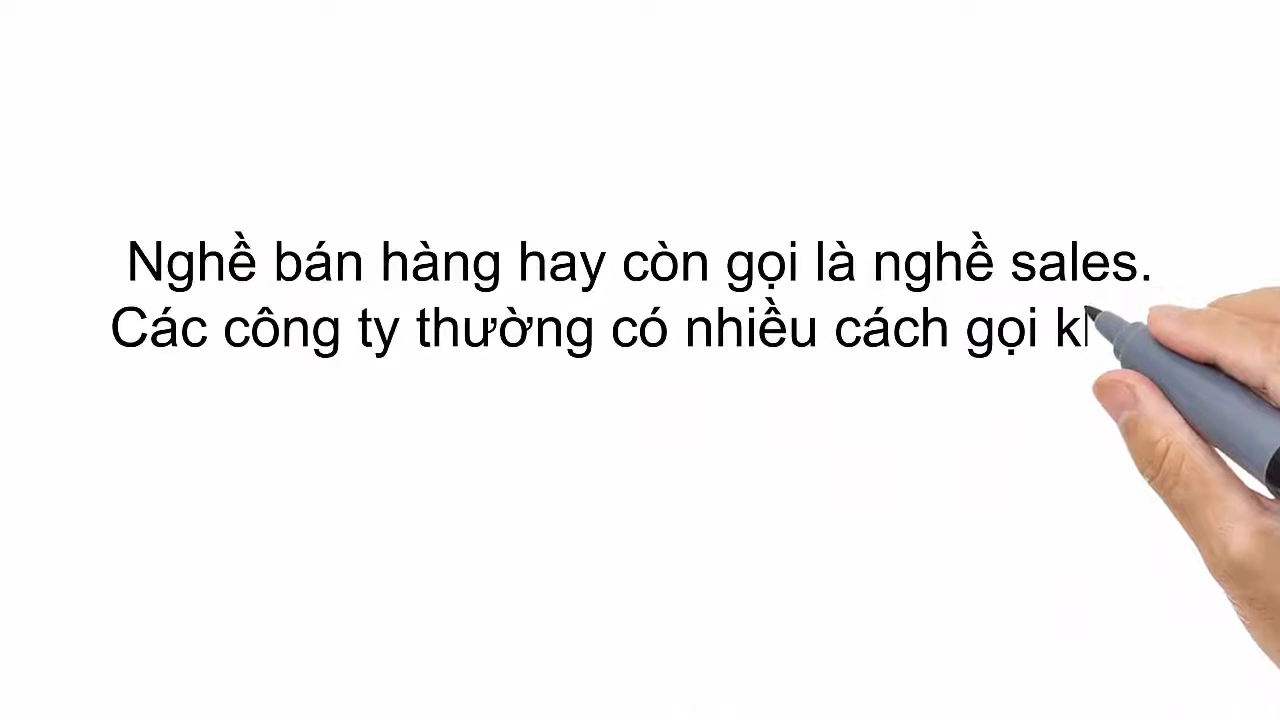 Nghề bán hàng hay còn gọi là nghề sales.
Các công ty thường có nhiều cách gọi